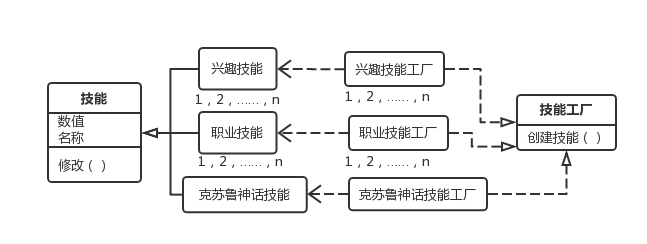 技能
数值
名称
修改（ ）
兴趣技能
1，2，......，n
职业技能
1，2，......，n
克苏鲁神话技能
兴趣技能工厂
1，2，......，n
职业技能工厂
1，2，......，n
克苏鲁神话技能工厂
技能工厂
创建技能（ ）